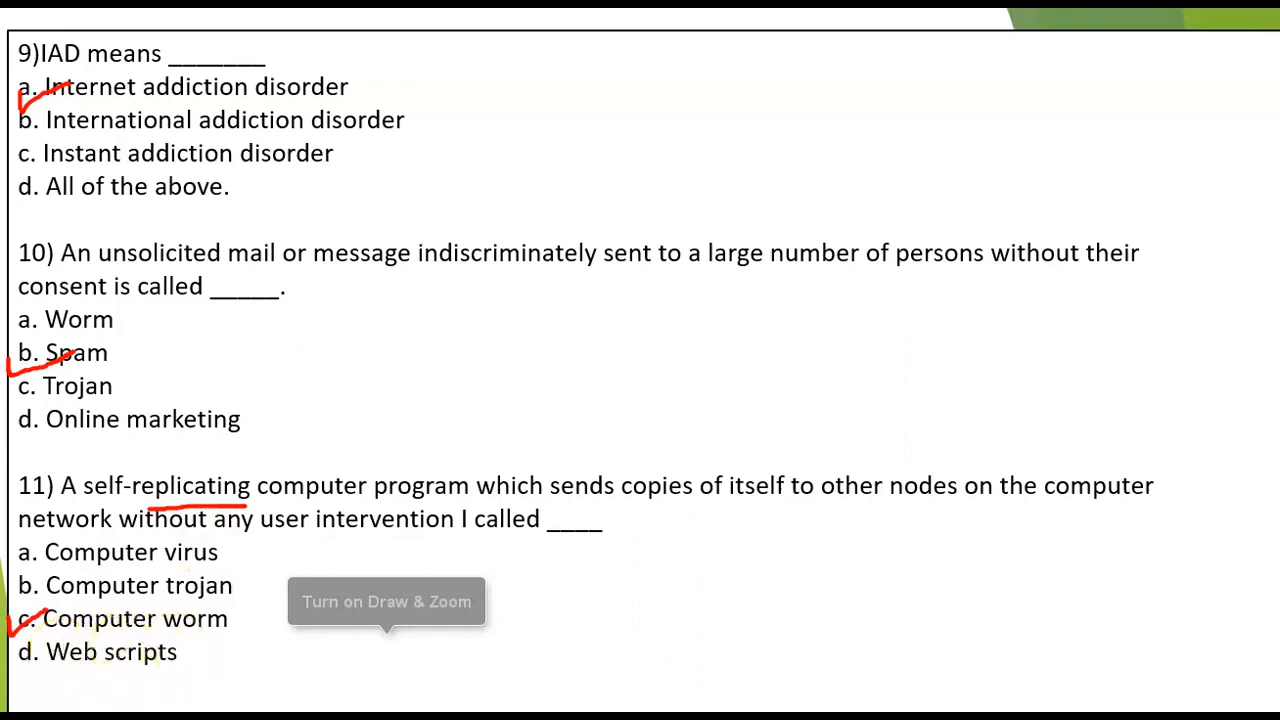 9)IAD means _______
a. Internet addiction disorder
b. International addiction disorder
c. Instant addiction disorder
d. All of the above.
10) An unsolicited mail or message indiscriminately sent to a large number of persons without their
consent is called _____.
a. Worm
b. Spam
c. Trojan
d. Online marketing
11) A self-replicating computer program which sends copies of itself to other nodes on the computer
network without any user intervention I called ____
a. Computer virus
b. Computer trojan
Turn on Draw & Zoom
c. Computer worm
d. Web scripts